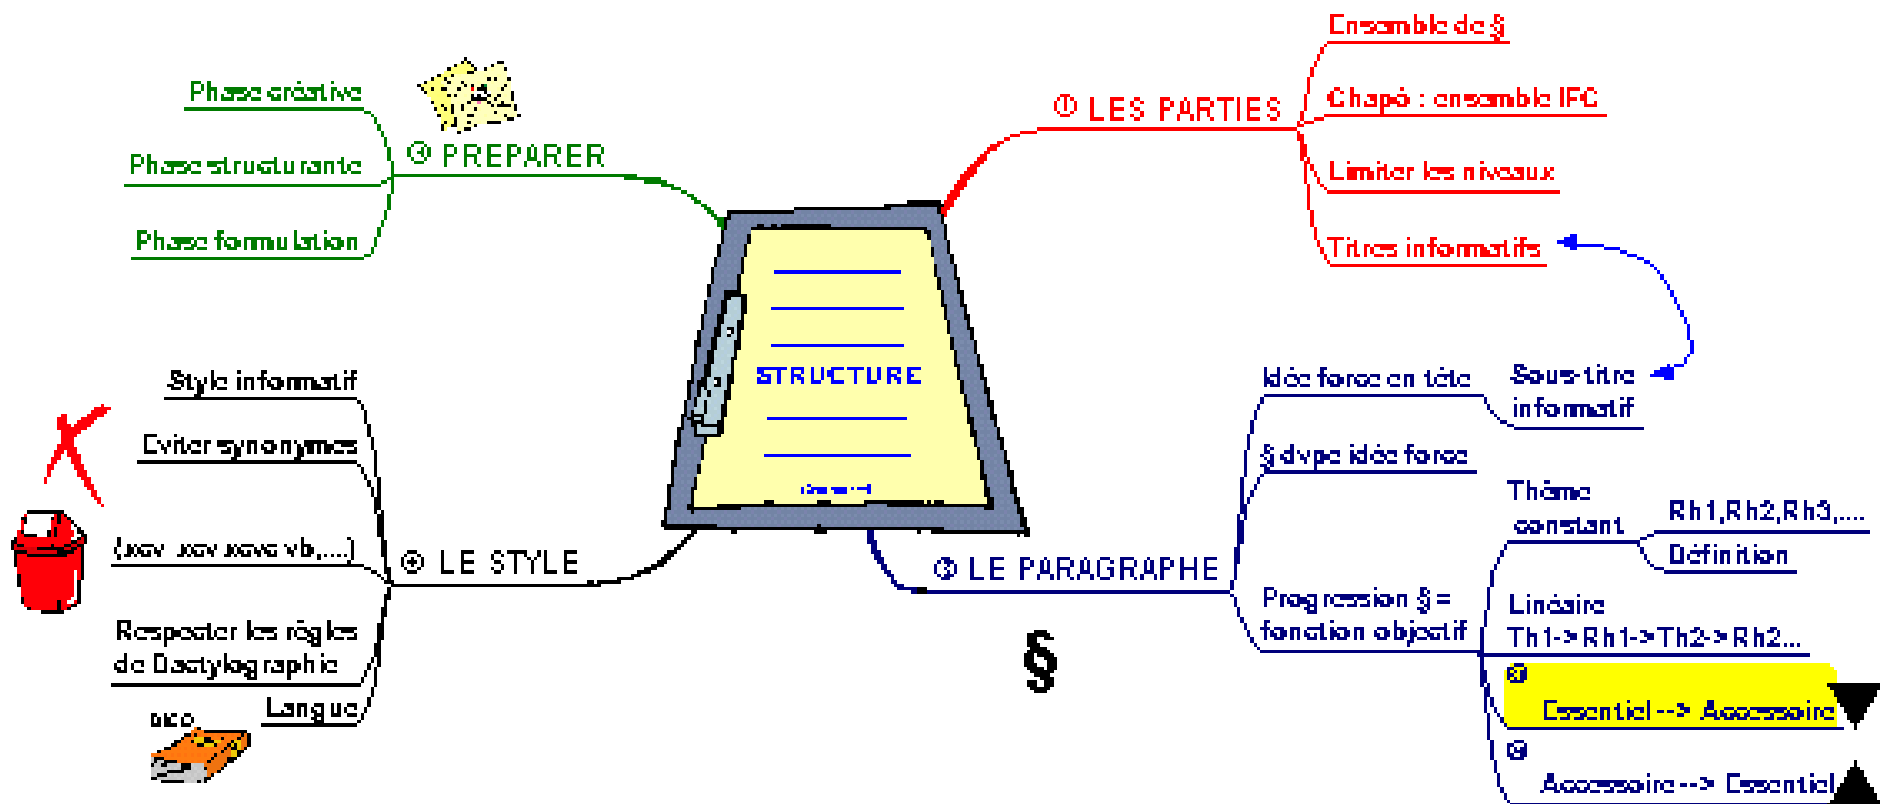 STRUCTURE
① LES PARTIES
Ensemble de §
Chapô : ensemble IFC
Limiter les niveaux
Titres informatifs
LE PARAGRAPHE
Idée force en tête
Sous-titre
informatif
§ dvpe idée force
Progression § =
fonction objectif
Thème
constant
Rh1,Rh2,Rh3,....
Définition
Linéaire
Th1->Rh1->Th2->Rh2...
Essentiel --> Accessoire
Accessoire --> Essentiel
§
LE STYLE
Style informatif
Eviter synonymes
Respecter les règles
de Dactylographie
Langue
DICO
PREPARER
Phase créative
Phase structurante
Phase formulation